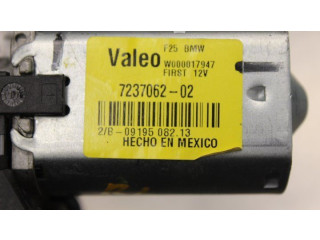 Valeo
F25 BMW
W000017947
FIRST 12V
7237062-02
2/B-09195 082.13
HECHO EN MEXICO